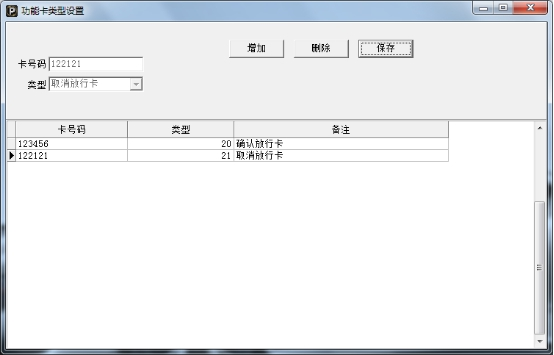 P 功能卡类型设置
增加 删除 保存
卡号码 122121
类型 取消放行卡
卡号码 类型 备注
123456 20 确认放行卡
122121 21 取消放行卡